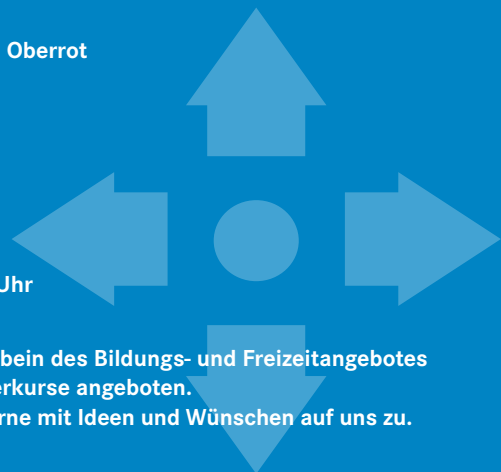 Oberrot
Uhr
bein des Bildungs- und Freizeitangebotes
erkurse angeboten.
rne mit Ideen und Wünschen auf uns zu.